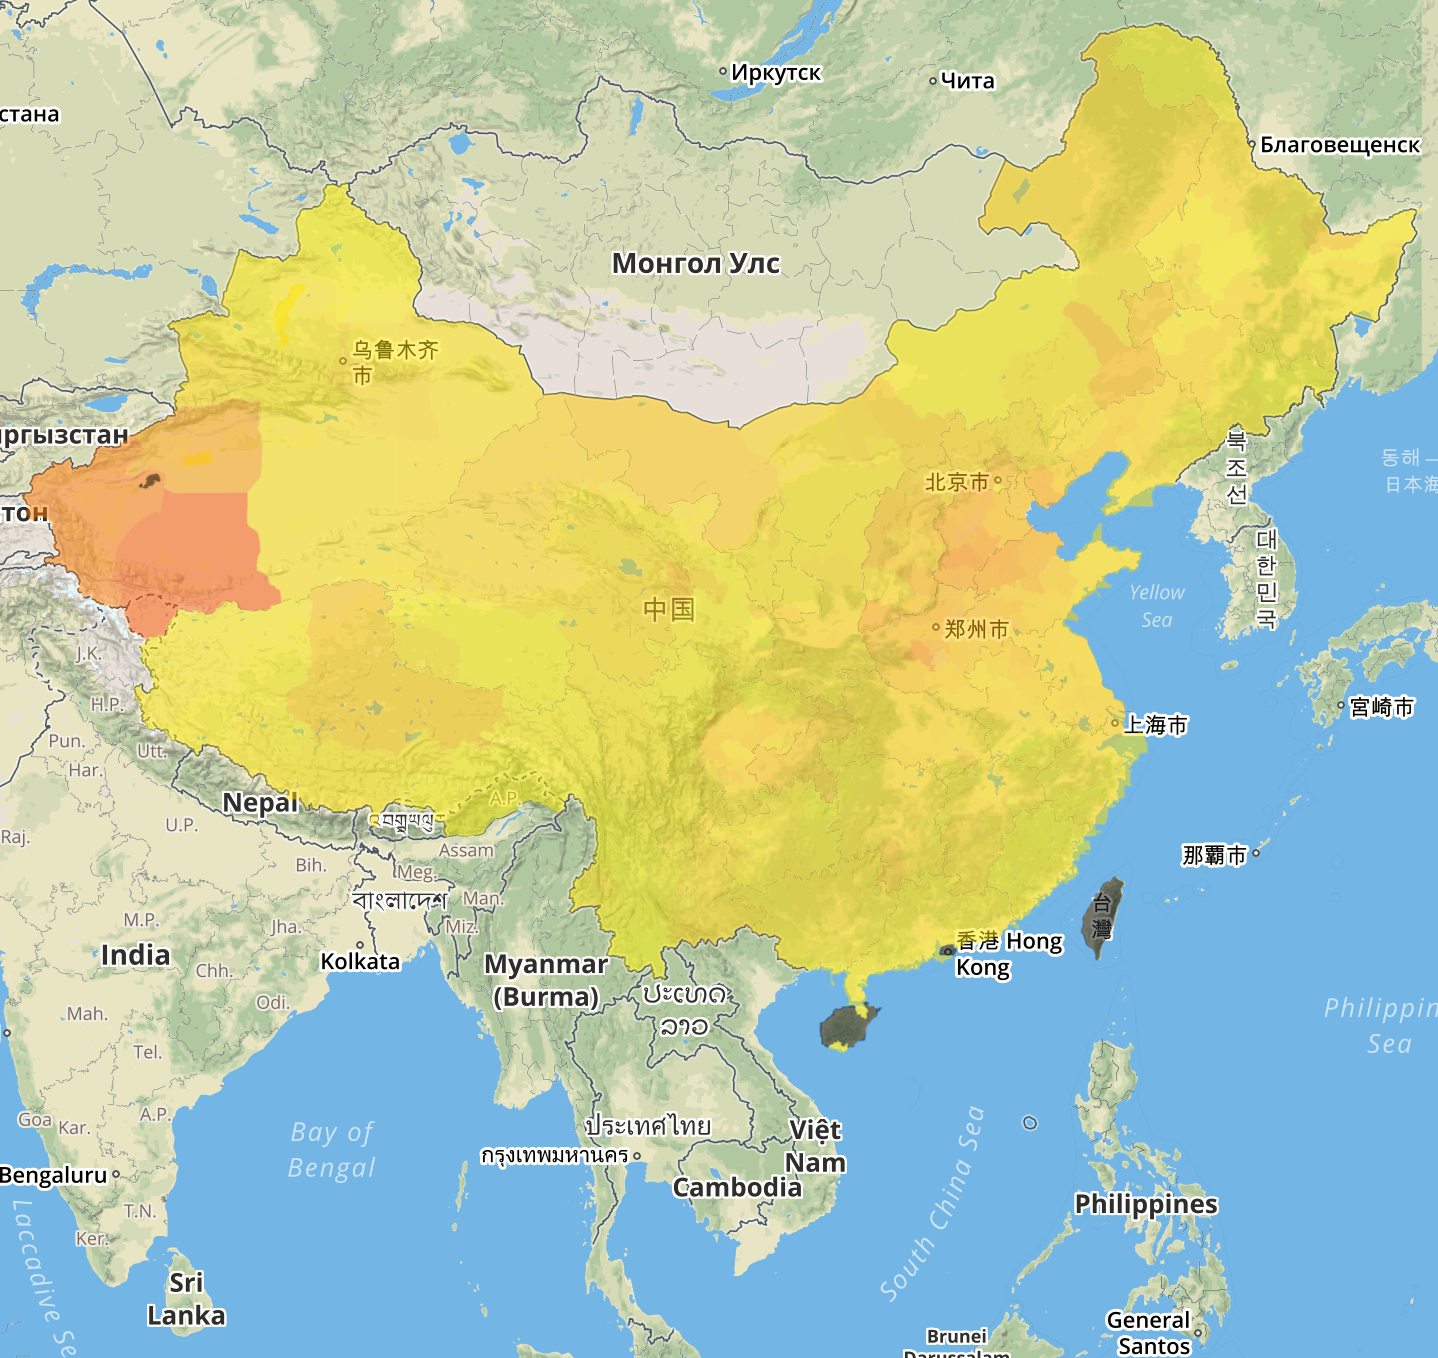 Иркутск
Чита
стана
Благовещенск
Монгол Улс
乌鲁木齐
市
ыргызстан
북
조
선
동해 —
日本海
北京市
тон
대
한
민
국
中国
Yellow
Sea
郑州市
J.K.
H.P.
宮崎市
上海市
Pun.
Utt.
Har.
Nepal
A.P.
འབྲུག་ཡུལ་
U.P.
Raj.
Assam
那覇市
Bih.
Meg.
বাংলাদেশ
Man.
台
灣
M.P.
Jha.
Miz.
香港 Hong
Kong
India
Kolkata
Chh.
Myanmar
(Burma)
ປະເທດ
ລາວ
Odi.
Mah.
Philippin
Sea
Tel.
Goa
Kar.
A.P.
Bay of
Bengal
ประเทศไทย
Việt
Nam
กรุงเทพมหานคร
Bengaluru
Cambodia
South China Sea
Philippines
T.N.
Ker.
Laccadive Se
Sri
Lanka
General
Santos
Brunei
Darussalam